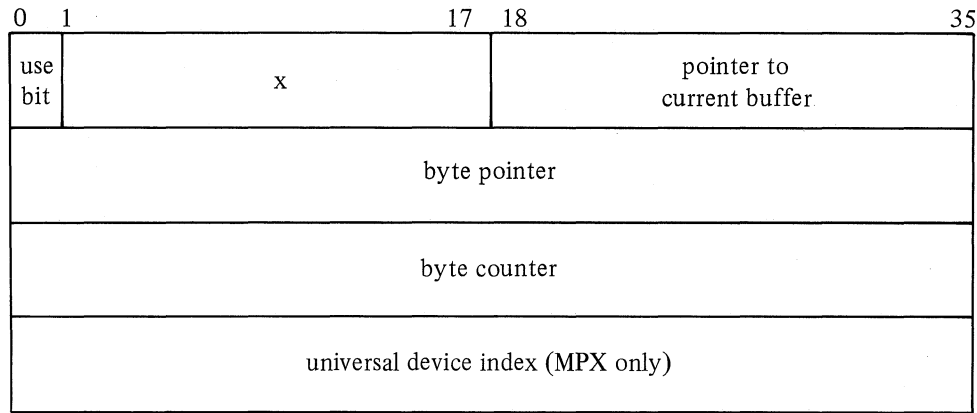 0 1 17 18 35
use bit
x
pointer to
current buffer
byte pointer
byte counter
universal device index (MPX only)